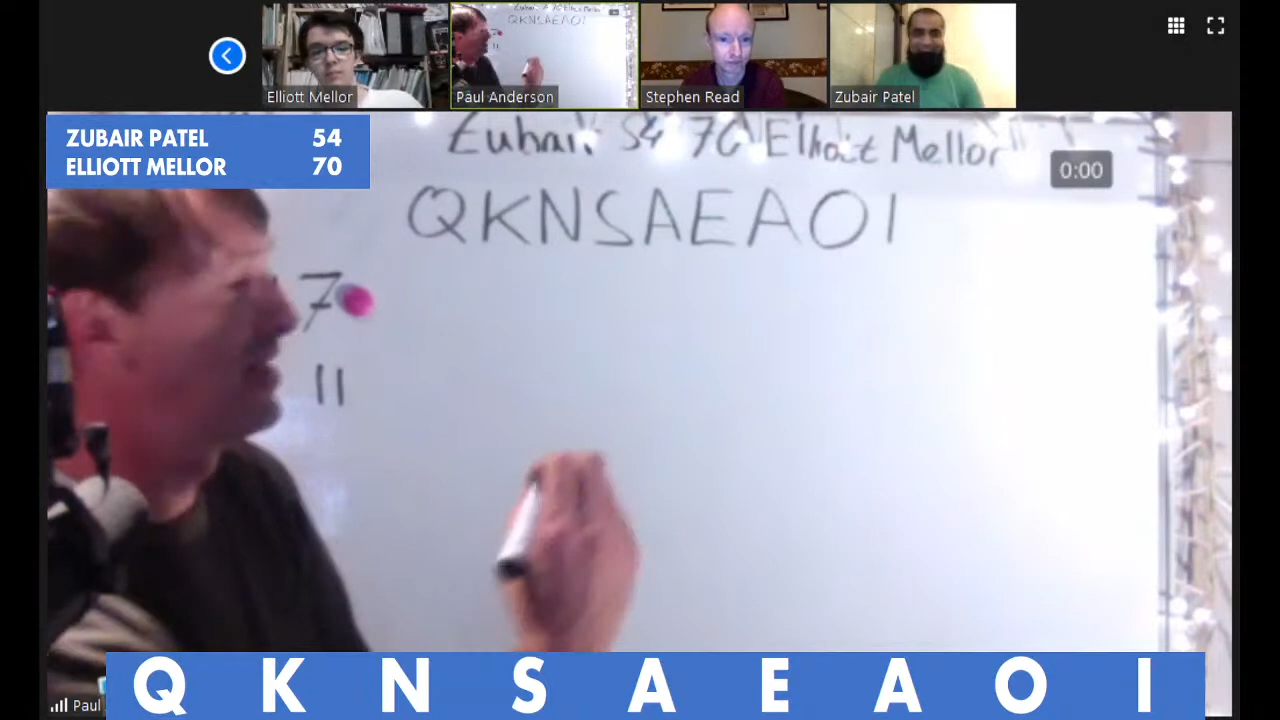 Elliott Mellor
Paul Anderson
Stephen Read
Zubair Patel
ZUBAIR PATEL 54
ELLIOTT MELLOR 70
Zubair 54 70 Elliott Mellor
0:00
QKNSAEAOI
7
11
Paul
Q K N S A E A O I